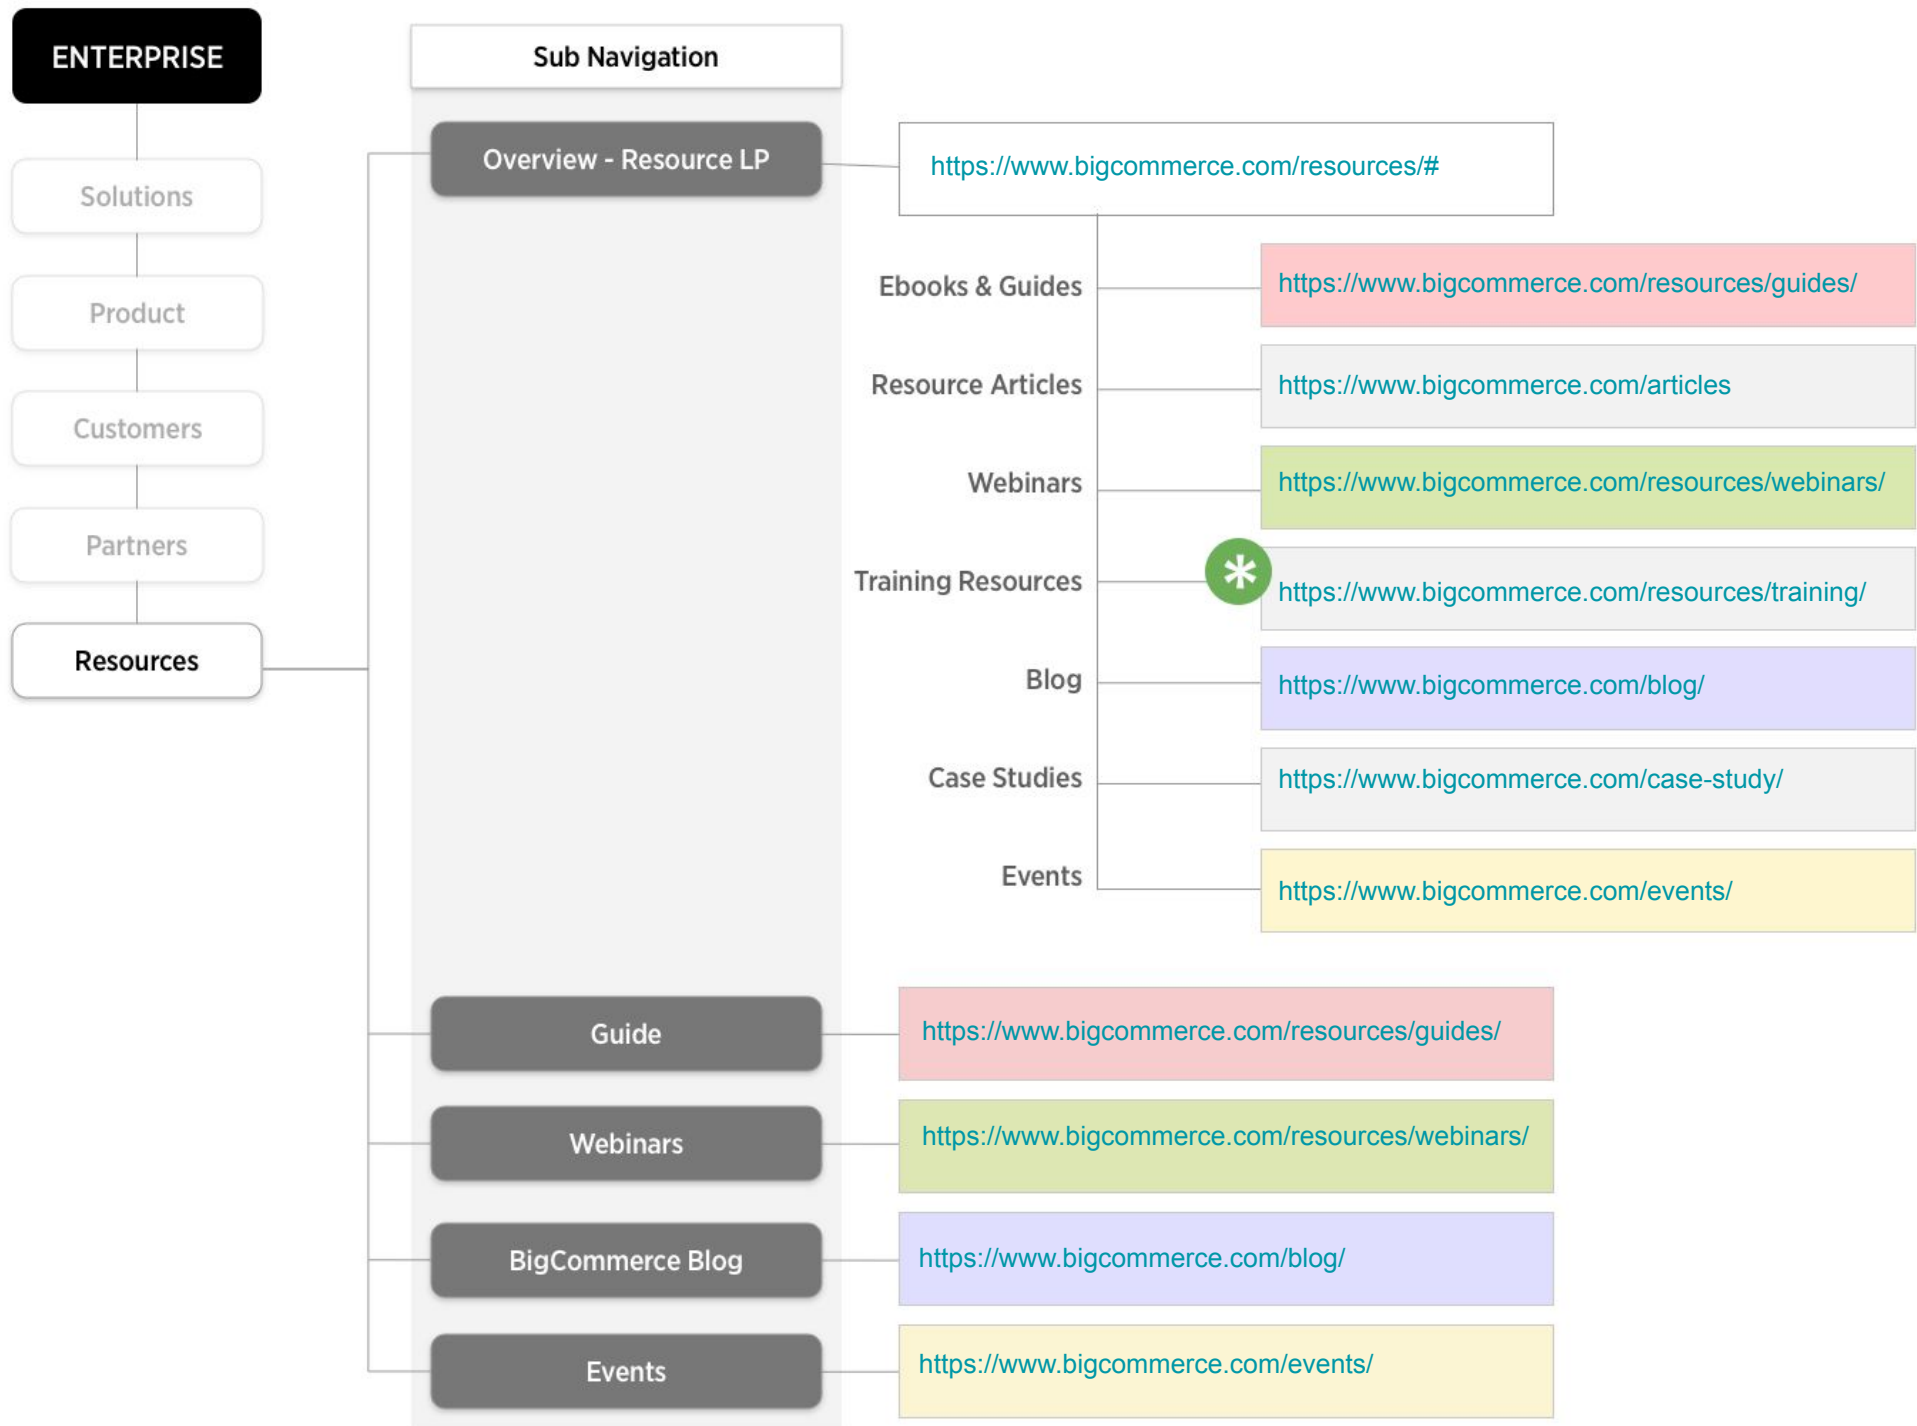 ENTERPRISE
Solutions
Product
Customers
Partners
Resources
Sub Navigation
Overview - Resource LP
https://www.bigcommerce.com/resources/#
Ebooks & Guides
https://www.bigcommerce.com/resources/guides/
Resource Articles
https://www.bigcommerce.com/articles
Webinars
https://www.bigcommerce.com/resources/webinars/
Training Resources
*
https://www.bigcommerce.com/resources/training/
Blog
https://www.bigcommerce.com/blog/
Case Studies
https://www.bigcommerce.com/case-study/
Events
https://www.bigcommerce.com/events/
Guide
https://www.bigcommerce.com/resources/guides/
Webinars
https://www.bigcommerce.com/resources/webinars/
BigCommerce Blog
https://www.bigcommerce.com/blog/
Events
https://www.bigcommerce.com/events/